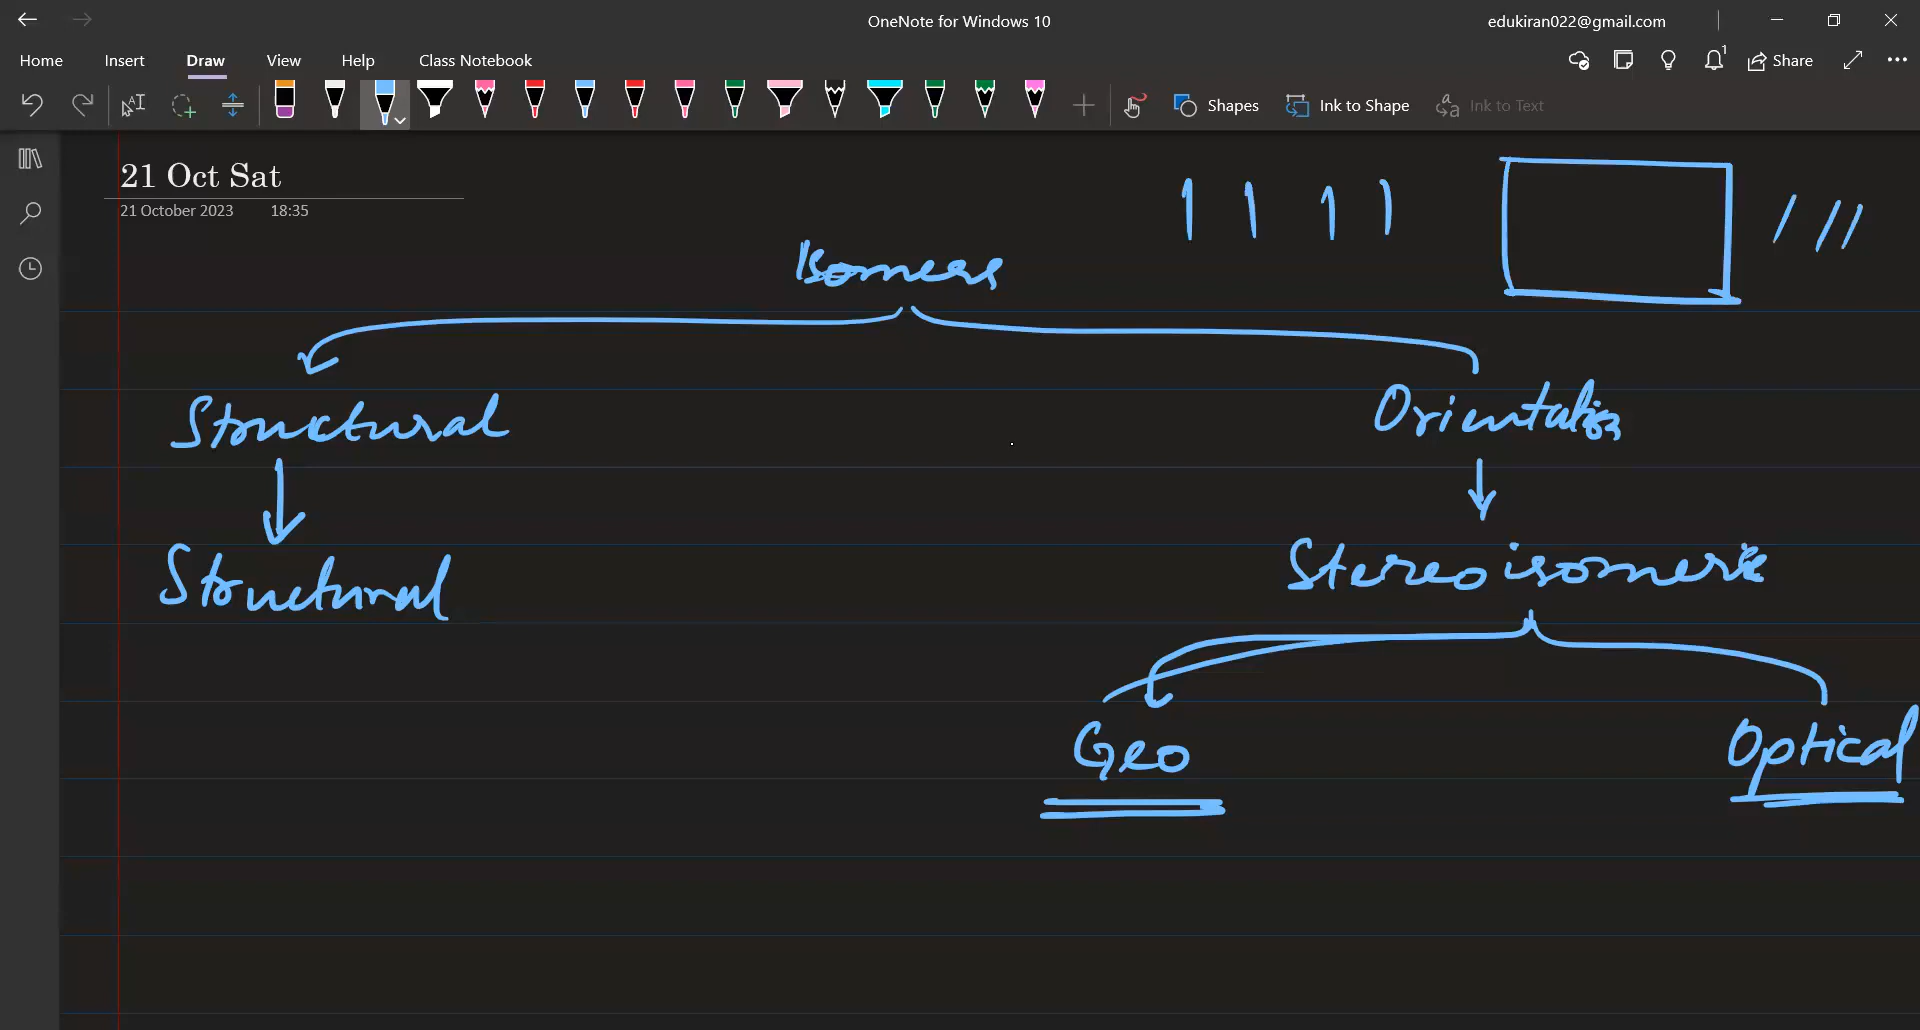 OneNote for Windows 10
edukiran022@gmail.com
Home Insert Draw View Help Class Notebook
1 Share
Shapes Ink to Shape Ink to Text
21 Oct Sat
21 October 2023 18:35
Isomers
Structural Orientation
Structural Stereo isomers
Geo Optical